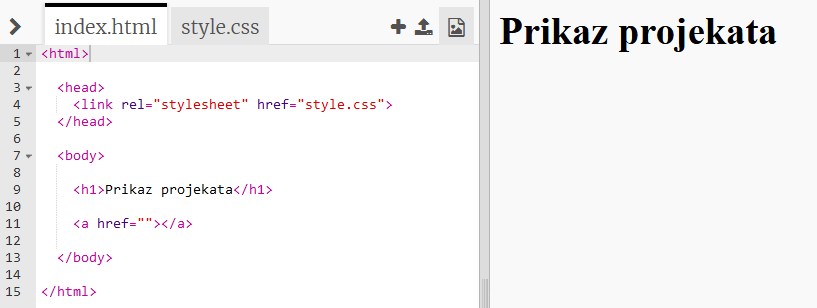 index.html style.css
Prikaz projekata
1 <html>
2
3 <head>
4 <link rel="stylesheet" href="style.css">
5 </head>
6
7 <body>
8
9 <h1>Prikaz projekata</h1>
10
11 <a href=""></a>
12
13 </body>
14
15 </html>